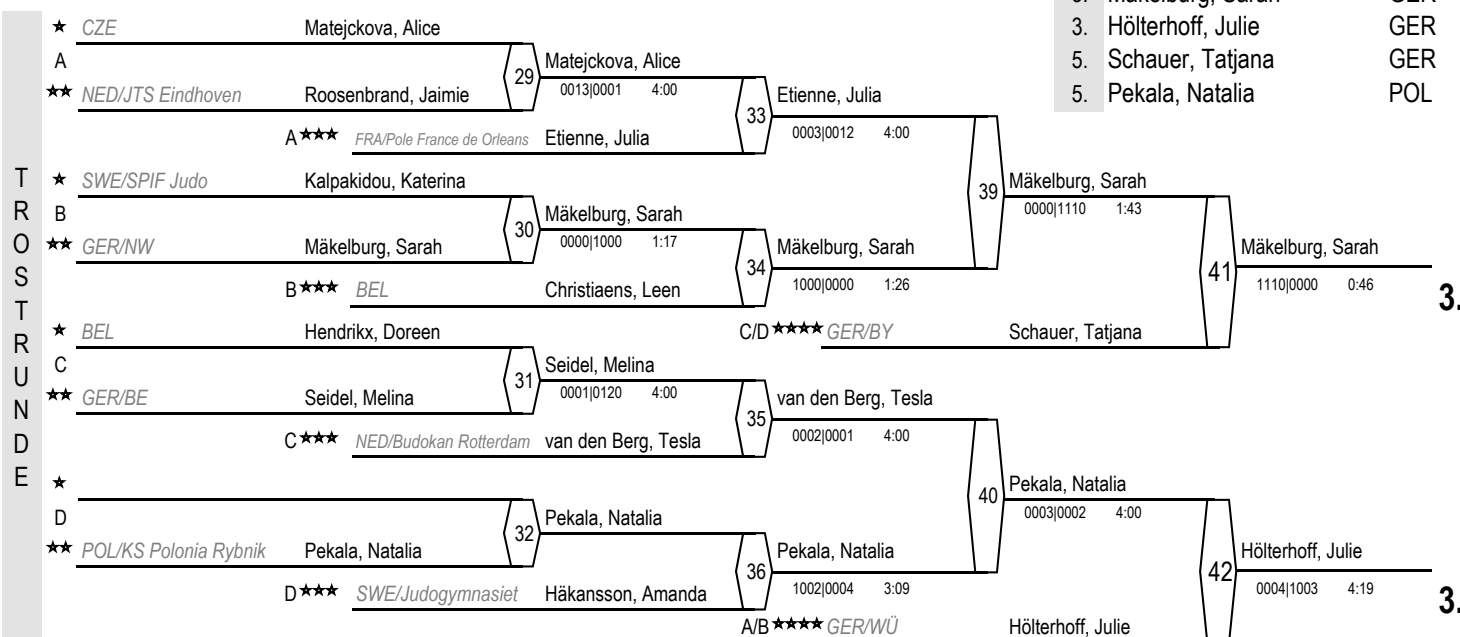 3. Mäkelburg, Sarah GER
★ CZE Matejckova, Alice
3. Hölterhoff, Julie GER
A
29 Matejckova, Alice
5. Schauer, Tatjana GER
★★ NED/JTS Eindhoven Roosenbrand, Jaimie
0013|0001 4:00
Etienne, Julia
5. Pekala, Natalia POL
33
0003|0012 4:00
A ★★★ FRA/Pole France de Orleans Etienne, Julia
TROSTRUNDE
★ SWE/SPIF Judo Kalpakidou, Katerina
39 Mäkelburg, Sarah
0000|1110 1:43
B
30 Mäkelburg, Sarah
0000|1000 1:17
★★ GER/NW Mäkelburg, Sarah
34 Mäkelburg, Sarah
1000|0000 1:26
41 Mäkelburg, Sarah
1110|0000 0:46
3.
B ★★★ BEL Christiaens, Leen
★ BEL Hendrikx, Doreen
C/D ★★★★ GER/BY Schauer, Tatjana
C
31 Seidel, Melina
0001|0120 4:00
★★ GER/BE Seidel, Melina
35 van den Berg, Tesla
0002|0001 4:00
C ★★★ NED/Budokan Rotterdam van den Berg, Tesla
★
40 Pekala, Natalia
0003|0002 4:00
D
32 Pekala, Natalia
★★ POL/KS Polonia Rybnik Pekala, Natalia
36 Pekala, Natalia
1002|0004 3:09
42 Hölterhoff, Julie
0004|1003 4:19
3.
D ★★★ SWE/Judogymnasiet Häkansson, Amanda
A/B ★★★★ GER/WÜ Hölterhoff, Julie